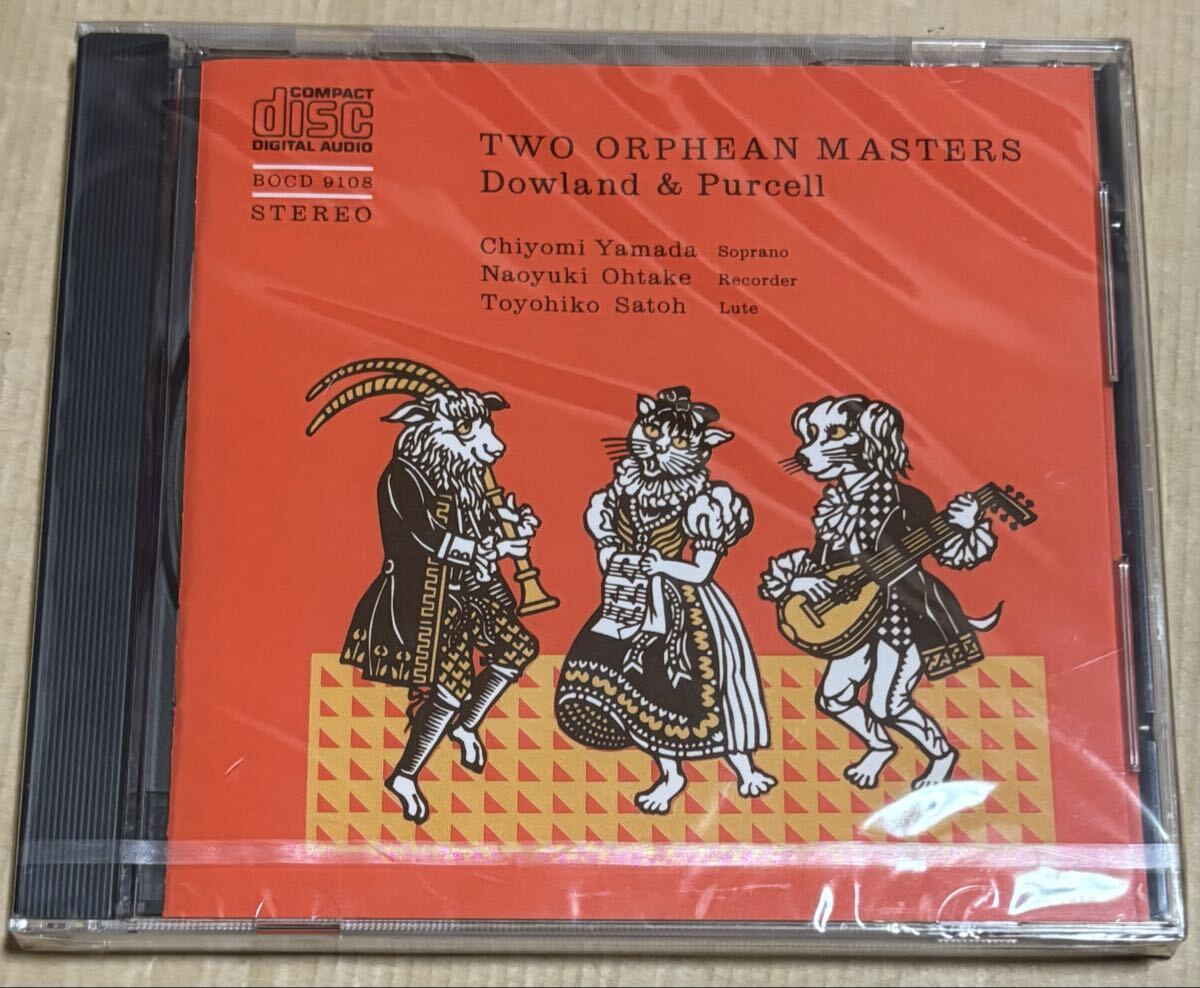 COMPACT
disc
DIGITAL AUDIO
BOCD 9108
STEREO
TWO ORPHEAN MASTERS
Dowland & Purcell
Chiyomi Yamada Soprano
Naoyuki Ohtake Recorder
Toyohiko Satoh Lute